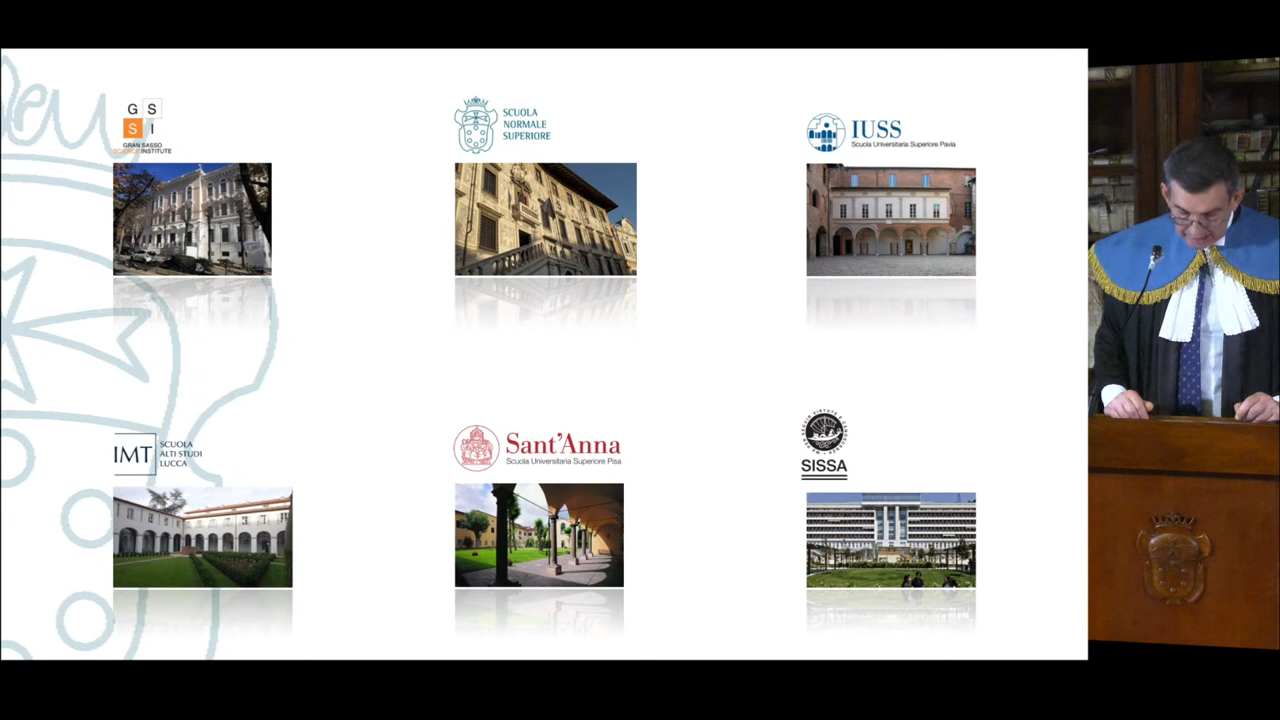 G S
S I
GRAN SASSO
SCIENCE INSTITUTE
SCUOLA
NORMALE
SUPERIORE
IUSS
Scuola Universitaria Superiore Pavia
IMT
SCUOLA
ALTI STUDI
LUCCA
Sant'Anna
Scuola Universitaria Superiore Pisa
SISSA